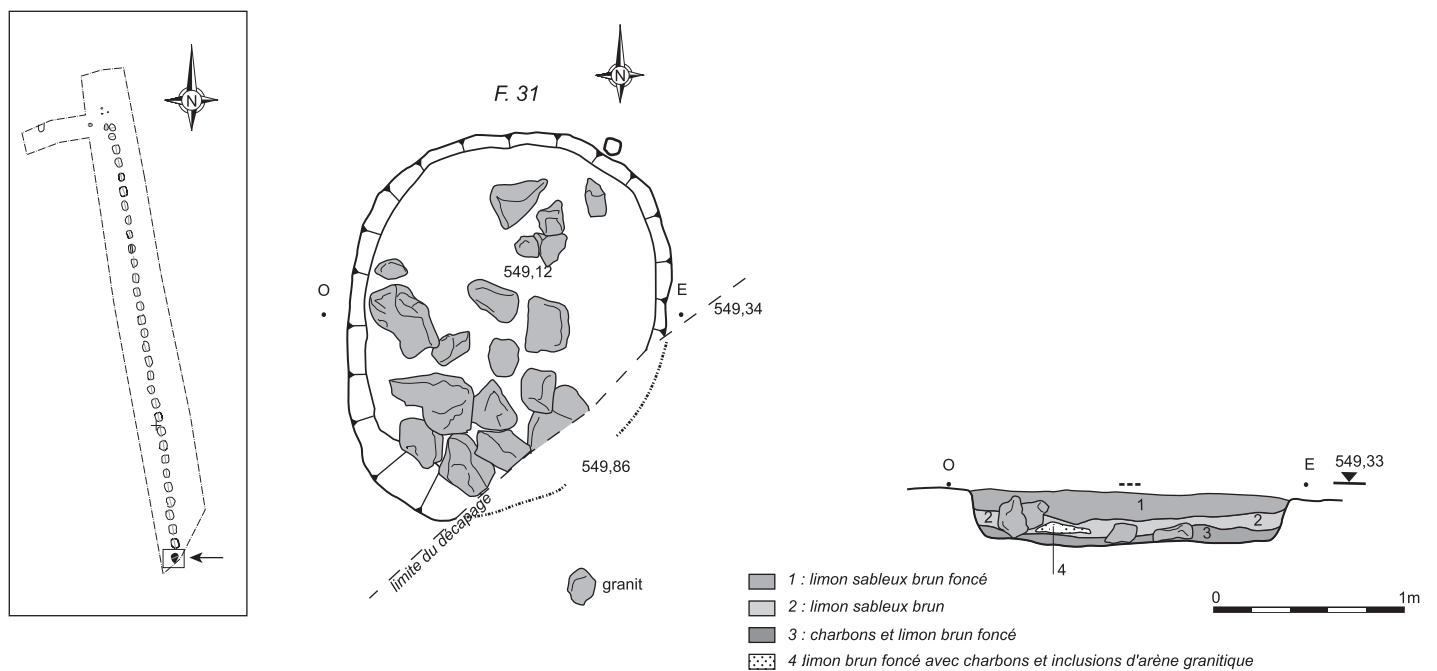 N
N
F. 31
549,12
O
E
549,34
549,86
limite du décapage
granit
O
E
549,33
1
2
2
3
4
1 : limon sableux brun foncé
2 : limon sableux brun
3 : charbons et limon brun foncé
4 limon brun foncé avec charbons et inclusions d'arène granitique
0
1m